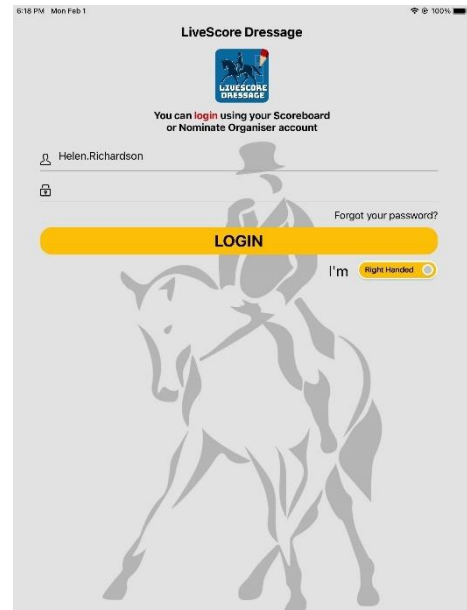 6:18 PM Mon Feb 1
100%
LiveScore Dressage
LIVESCORE
DRESSAGE
You can login using your Scoreboard
or Nominate Organiser account
Helen.Richardson
Forgot your password?
LOGIN
I'm Right Handed